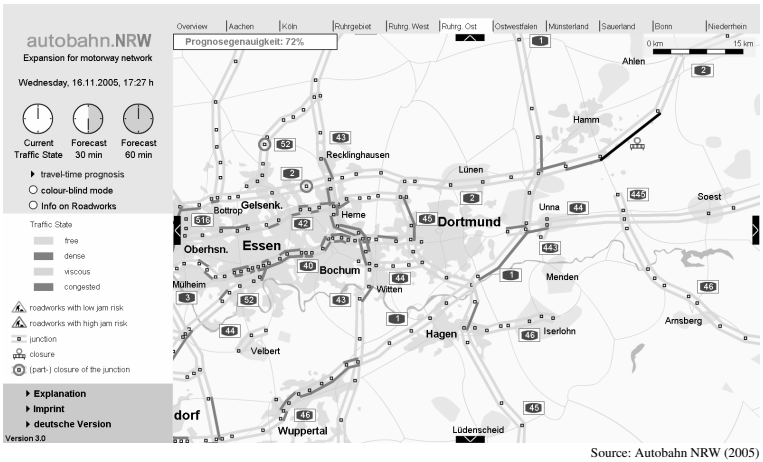 Overview Aachen Köln Ruhrgebiet Ruhrg. West Ruhrg. Ost Ostwestfalen Münsterland Sauerland Bonn Niederrhein
autobahn.NRW
Expansion for motorway network
Wednesday, 16.11.2005, 17:27 h
Current Traffic State
Forecast 30 min
Forecast 60 min
travel-time prognosis
colour-blind mode
Info on Roadworks
Traffic State
free
dense
viscous
congested
roadworks with low jam risk
roadworks with high jam risk
junction
closure
(part-) closure of the junction
Explanation
Imprint
deutsche Version
Version 3.0
Prognosegenauigkeit: 72%
0 km 15 km
1
Ahlen
2
Hamm
52
43
Recklinghausen
2
Lünen
445
Soest
Gelsenk.
Bottrop
516
42
Herne
45
2
Dortmund
Unna
44
Oberhsn.
Essen
443
40
Bochum
44
1
Menden
Mülheim
3
52
43
Witten
46
44
1
Hagen
46
Iserlohn
Arnsberg
Velbert
dorf
46
Wuppertal
45
Lüdenscheid
Source: Autobahn NRW (2005)